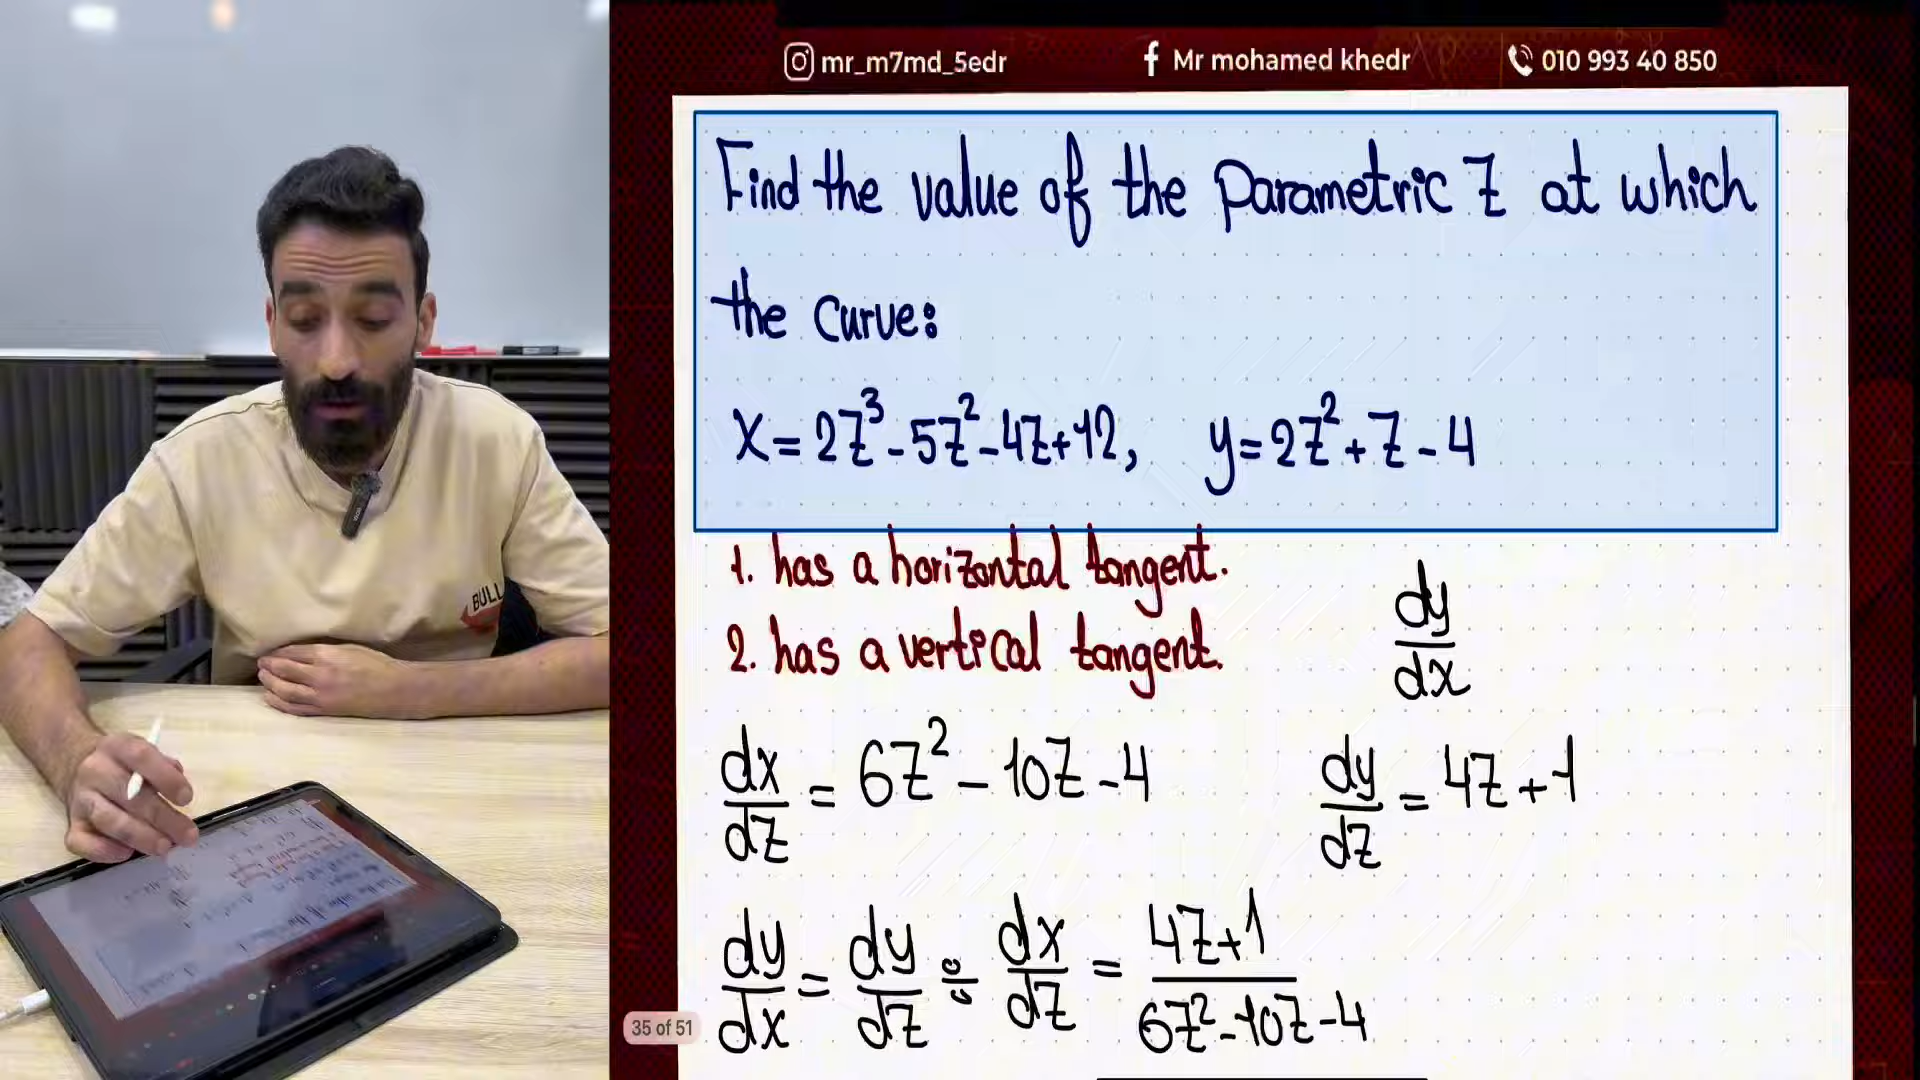 mr_m7md_5edr Mr mohamed khedr 010 993 40 850
Find the value of the parametric Z at which
the curve:
x = 2Z³ - 5Z² - 4Z + 12, y = 2Z² + Z - 4
1. has a horizontal tangent.
2. has a vertical tangent.
dy/dx
dx/dZ = 6Z² - 10Z - 4 dy/dZ = 4Z + 1
dy/dx = dy/dZ ÷ dx/dZ = (4Z+1)/(6Z² - 10Z - 4)
35 of 51
BULL